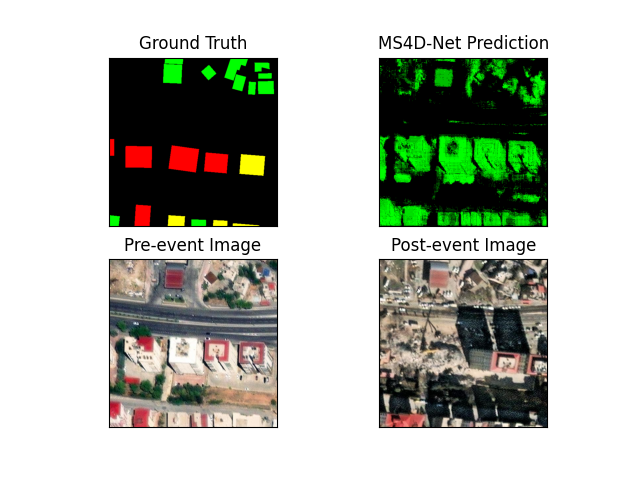 Ground Truth
MS4D-Net Prediction
Pre-event Image
Post-event Image